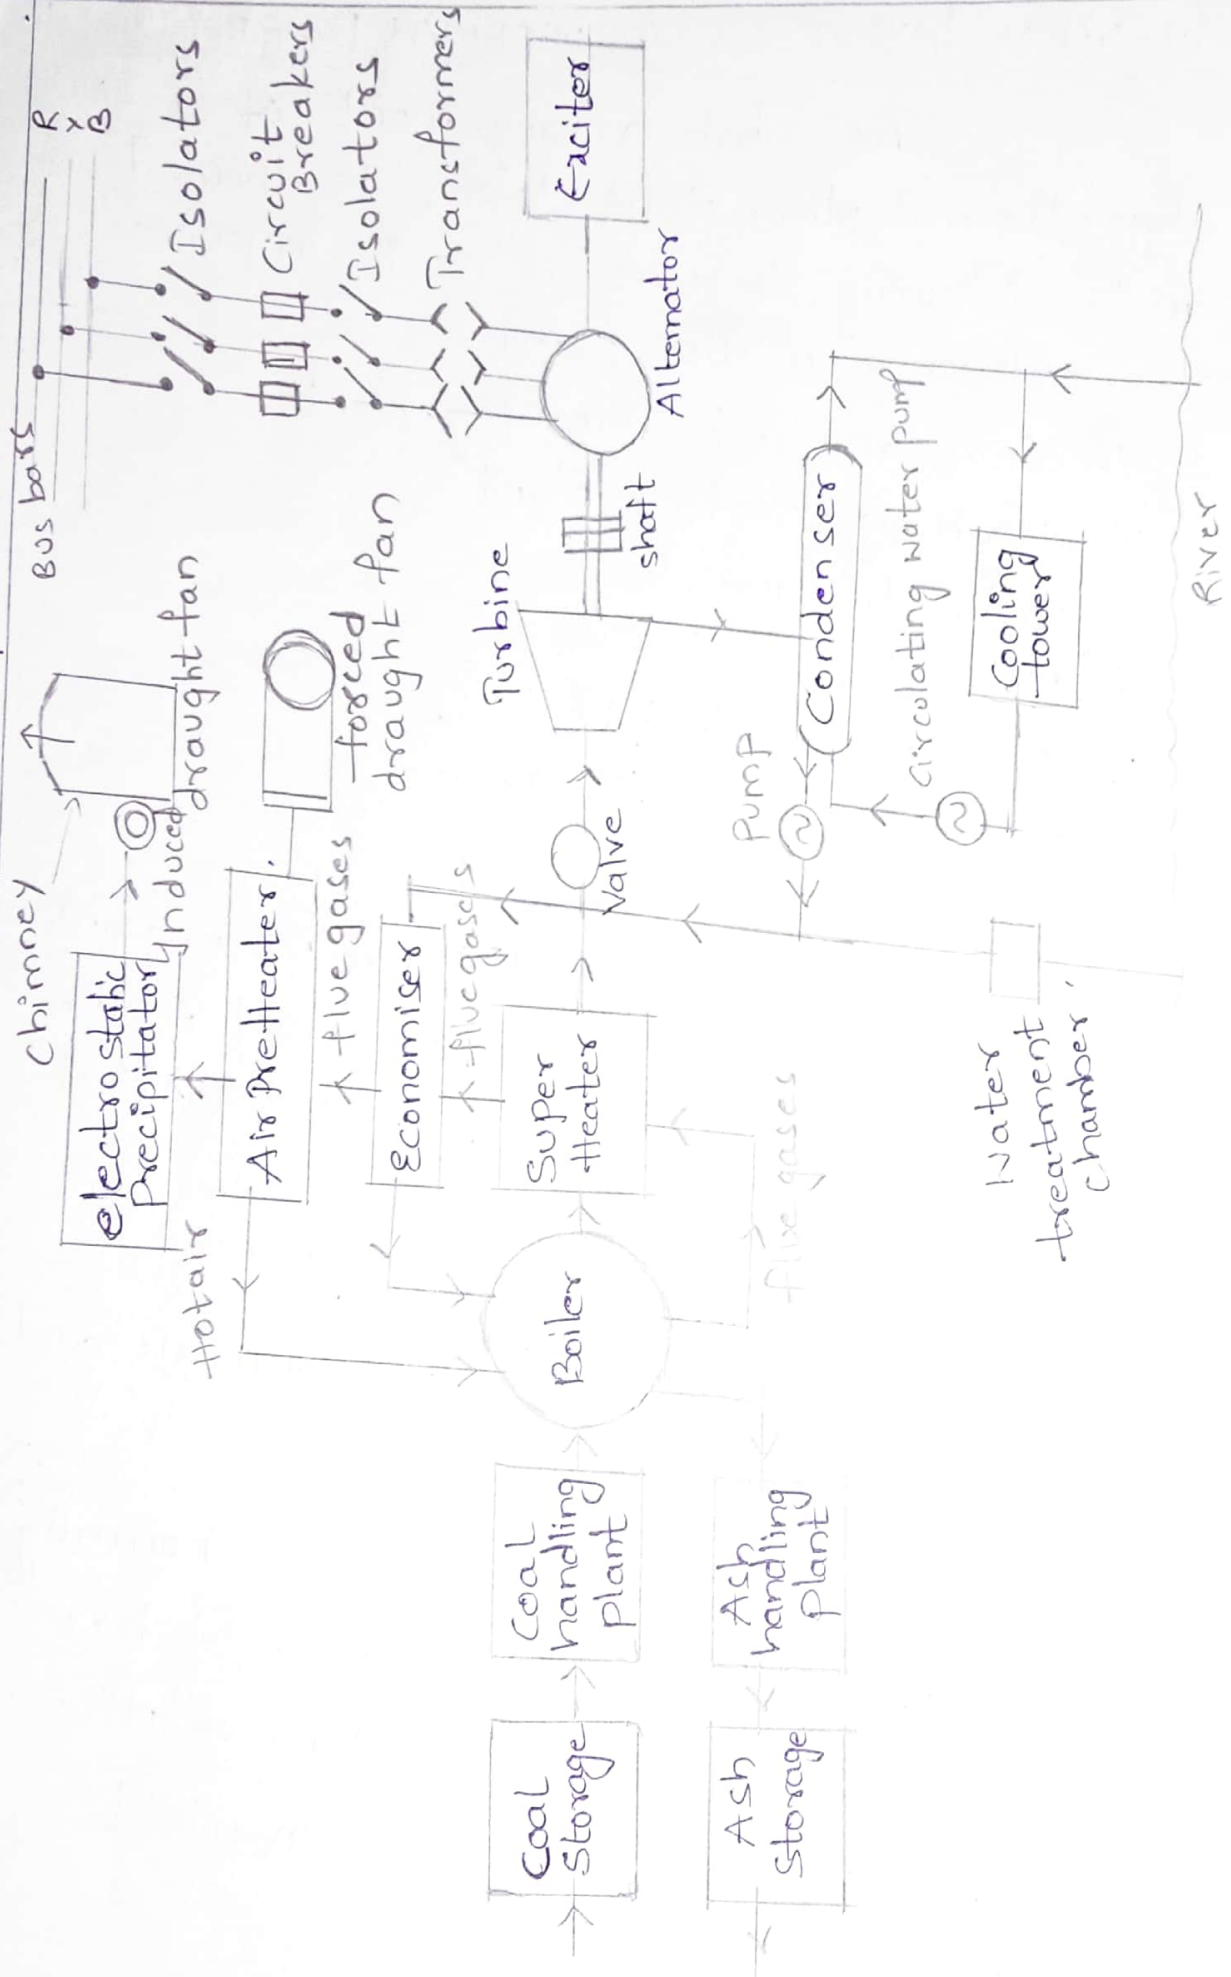 Bus bars
R
Y
B
Isolators
Circuit
Breakers
Isolators
Transformers
Exciter
Alternator
shaft
Turbine
Valve
Chimney
Induced
draught fan
electrostatic
Precipitator
Air PreHeater.
forced
draught fan
Hot air
flue gases
Economiser
flue gases
Super
Heater
Boiler
flue gases
Coal
handling
plant
Coal
Storage
Ash
handling
plant
Ash
storage
Pump
Condenser
Circulating water pump
Cooling
tower
River
Water
treatment
Chamber.